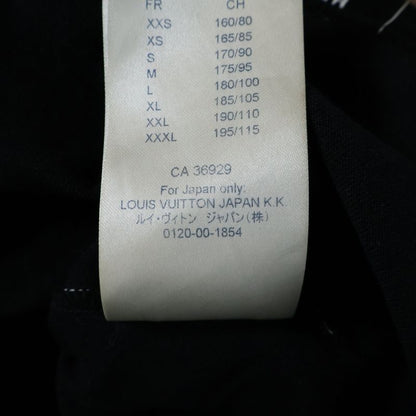 FR CH
XXS 160/80
XS 165/85
S 170/90
M 175/95
L 180/100
XL 185/105
XXL 190/110
XXXL 195/115
CA 36929
For Japan only:
LOUIS VUITTON JAPAN K.K.
ルイ・ヴィトン ジャパン(株)
0120-00-1854